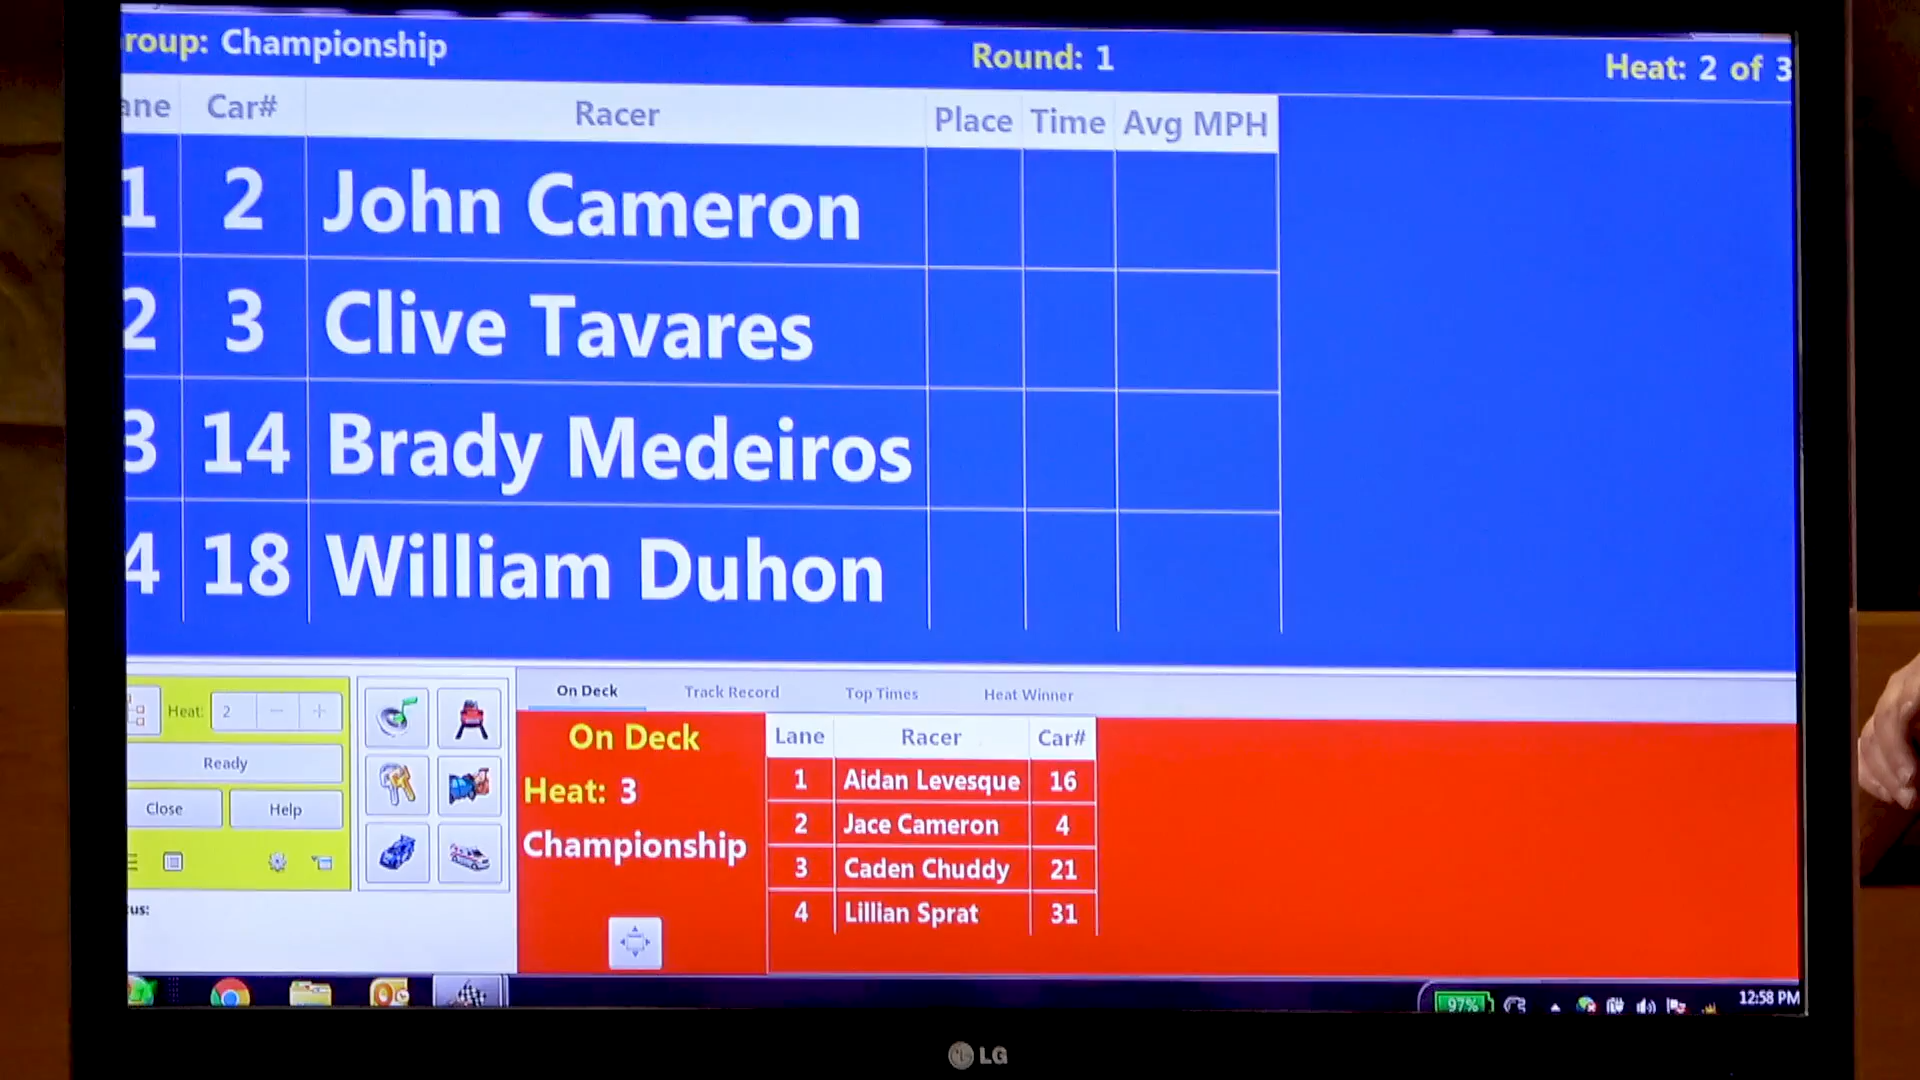 roup: Championship Round: 1 Heat: 2 of 3
ane Car# Racer Place Time Avg MPH
1 2 John Cameron
2 3 Clive Tavares
3 14 Brady Medeiros
4 18 William Duhon
Heat: 2 − +
Ready
Close Help
us:
On Deck Track Record Top Times Heat Winner
On Deck
Heat: 3
Championship
Lane Racer Car#
1 Aidan Levesque 16
2 Jace Cameron 4
3 Caden Chuddy 21
4 Lillian Sprat 31
97% 12:58 PM
LG